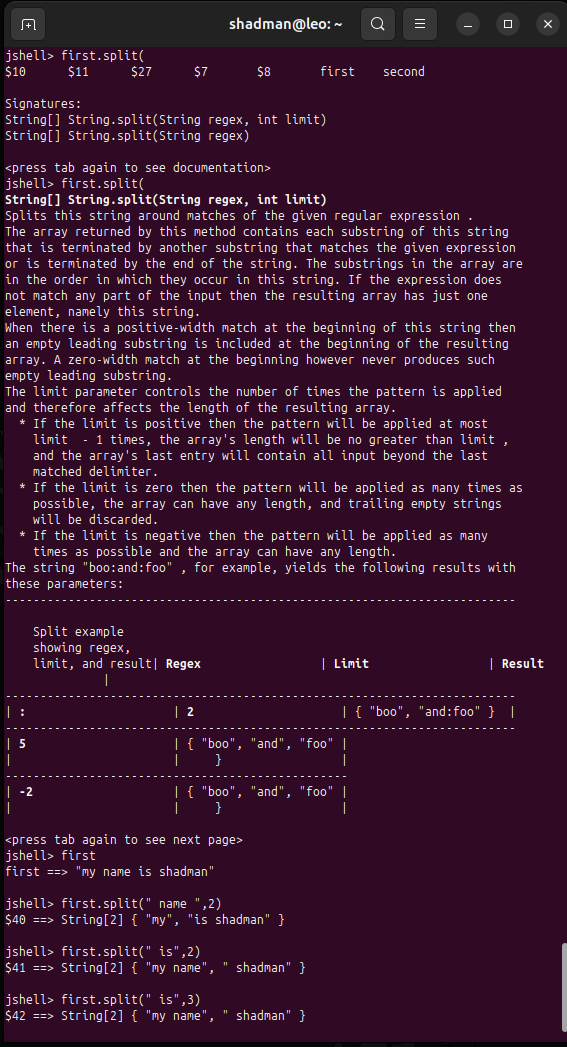 shadman@leo: ~
jshell> first.split(
$10      $11      $27      $7       $8       first    second
Signatures:
String[] String.split(String regex, int limit)
String[] String.split(String regex)
<press tab again to see documentation>
jshell> first.split(
String[] String.split(String regex, int limit)
Splits this string around matches of the given regular expression .
The array returned by this method contains each substring of this string
that is terminated by another substring that matches the given expression
or is terminated by the end of the string. The substrings in the array are
in the order in which they occur in this string. If the expression does
not match any part of the input then the resulting array has just one
element, namely this string.
When there is a positive-width match at the beginning of this string then
an empty leading substring is included at the beginning of the resulting
array. A zero-width match at the beginning however never produces such
empty leading substring.
The limit parameter controls the number of times the pattern is applied
and therefore affects the length of the resulting array.
  * If the limit is positive then the pattern will be applied at most
    limit  - 1 times, the array's length will be no greater than limit ,
    and the array's last entry will contain all input beyond the last
    matched delimiter.
  * If the limit is zero then the pattern will be applied as many times as
    possible, the array can have any length, and trailing empty strings
    will be discarded.
  * If the limit is negative then the pattern will be applied as many
    times as possible and the array can have any length.
The string "boo:and:foo" , for example, yields the following results with
these parameters:
-------------------------------------------------------------------------
    Split example
    showing regex,
    limit, and result| Regex                 | Limit                 | Result
              |
-------------------------------------------------------------------------
| :                     | 2                     | { "boo", "and:foo" }  |
-------------------------------------------------------------------------
| 5                     | { "boo", "and", "foo" |
|                       |     }                 |
-------------------------------------------------
| -2                    | { "boo", "and", "foo" |
|                       |     }                 |
<press tab again to see next page>
jshell> first
first ==> "my name is shadman"
jshell> first.split(" name ",2)
$40 ==> String[2] { "my", "is shadman" }
jshell> first.split(" is",2)
$41 ==> String[2] { "my name", " shadman" }
jshell> first.split(" is",3)
$42 ==> String[2] { "my name", " shadman" }